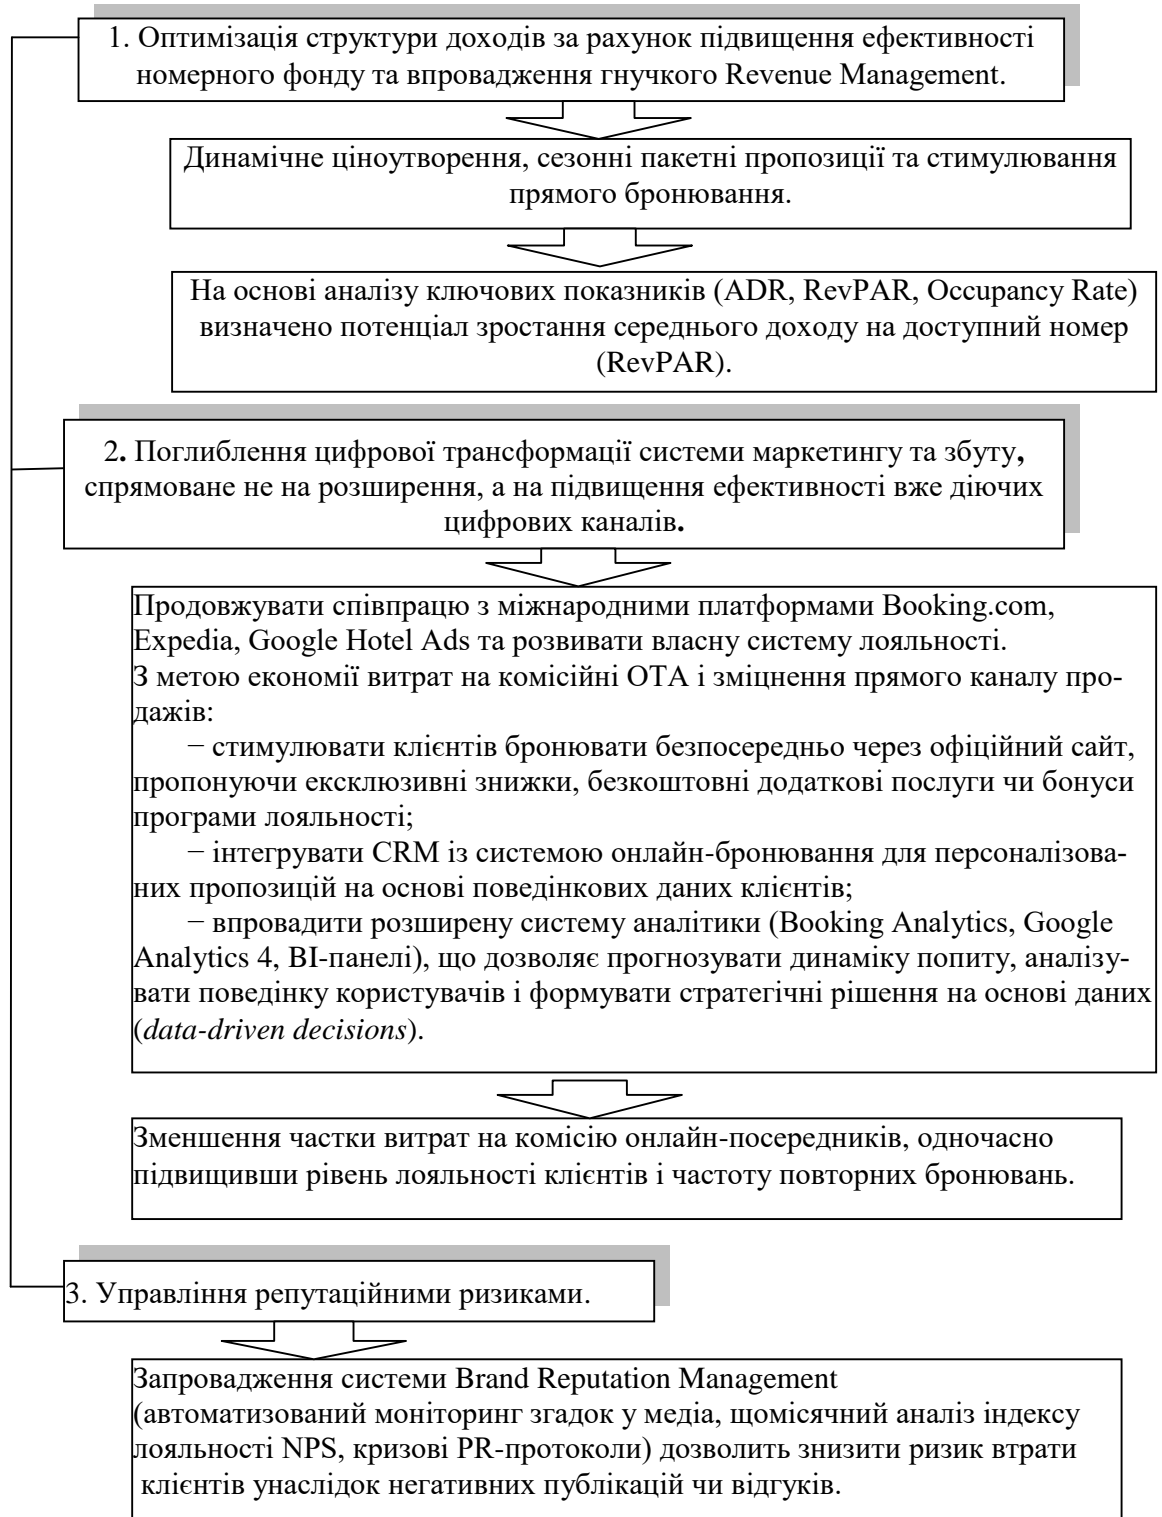 1. Оптимізація структури доходів за рахунок підвищення ефективності
номерного фонду та впровадження гнучкого Revenue Management.
Динамічне ціноутворення, сезонні пакетні пропозиції та стимулювання
прямого бронювання.
На основі аналізу ключових показників (ADR, RevPAR, Occupancy Rate)
визначено потенціал зростання середнього доходу на доступний номер
(RevPAR).
2. Поглиблення цифрової трансформації системи маркетингу та збуту,
спрямоване не на розширення, а на підвищення ефективності вже діючих
цифрових каналів.
Продовжувати співпрацю з міжнародними платформами Booking.com,
Expedia, Google Hotel Ads та розвивати власну систему лояльності.
З метою економії витрат на комісійні OTA і зміцнення прямого каналу про-
дажів:
− стимулювати клієнтів бронювати безпосередньо через офіційний сайт,
пропонуючи ексклюзивні знижки, безкоштовні додаткові послуги чи бонуси
програми лояльності;
− інтегрувати CRM із системою онлайн-бронювання для персоналізова-
них пропозицій на основі поведінкових даних клієнтів;
− впровадити розширену систему аналітики (Booking Analytics, Google
Analytics 4, BI-панелі), що дозволяє прогнозувати динаміку попиту, аналізу-
вати поведінку користувачів і формувати стратегічні рішення на основі даних
(data-driven decisions).
Зменшення частки витрат на комісію онлайн-посередників, одночасно
підвищивши рівень лояльності клієнтів і частоту повторних бронювань.
3. Управління репутаційними ризиками.
Запровадження системи Brand Reputation Management
(автоматизований моніторинг згадок у медіа, щомісячний аналіз індексу
лояльності NPS, кризові PR-протоколи) дозволить знизити ризик втрати
клієнтів унаслідок негативних публікацій чи відгуків.